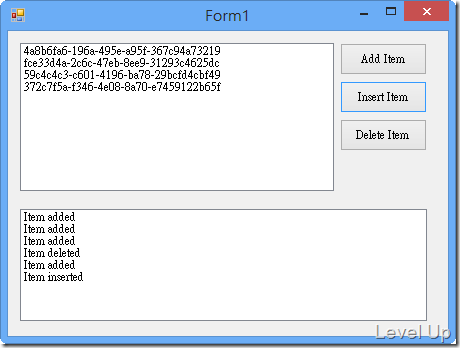 Form1
4a8b6fa6-196a-495e-a95f-367c94a73219
fce33d4a-2c6c-47eb-8ee9-31293c4625dc
59c4c4c3-c601-4196-ba78-29bcfd4cbf49
372c7f5a-f346-4e08-8a70-e7459122b65f
Add Item
Insert Item
Delete Item
Item added
Item added
Item added
Item deleted
Item added
Item inserted
Level Up